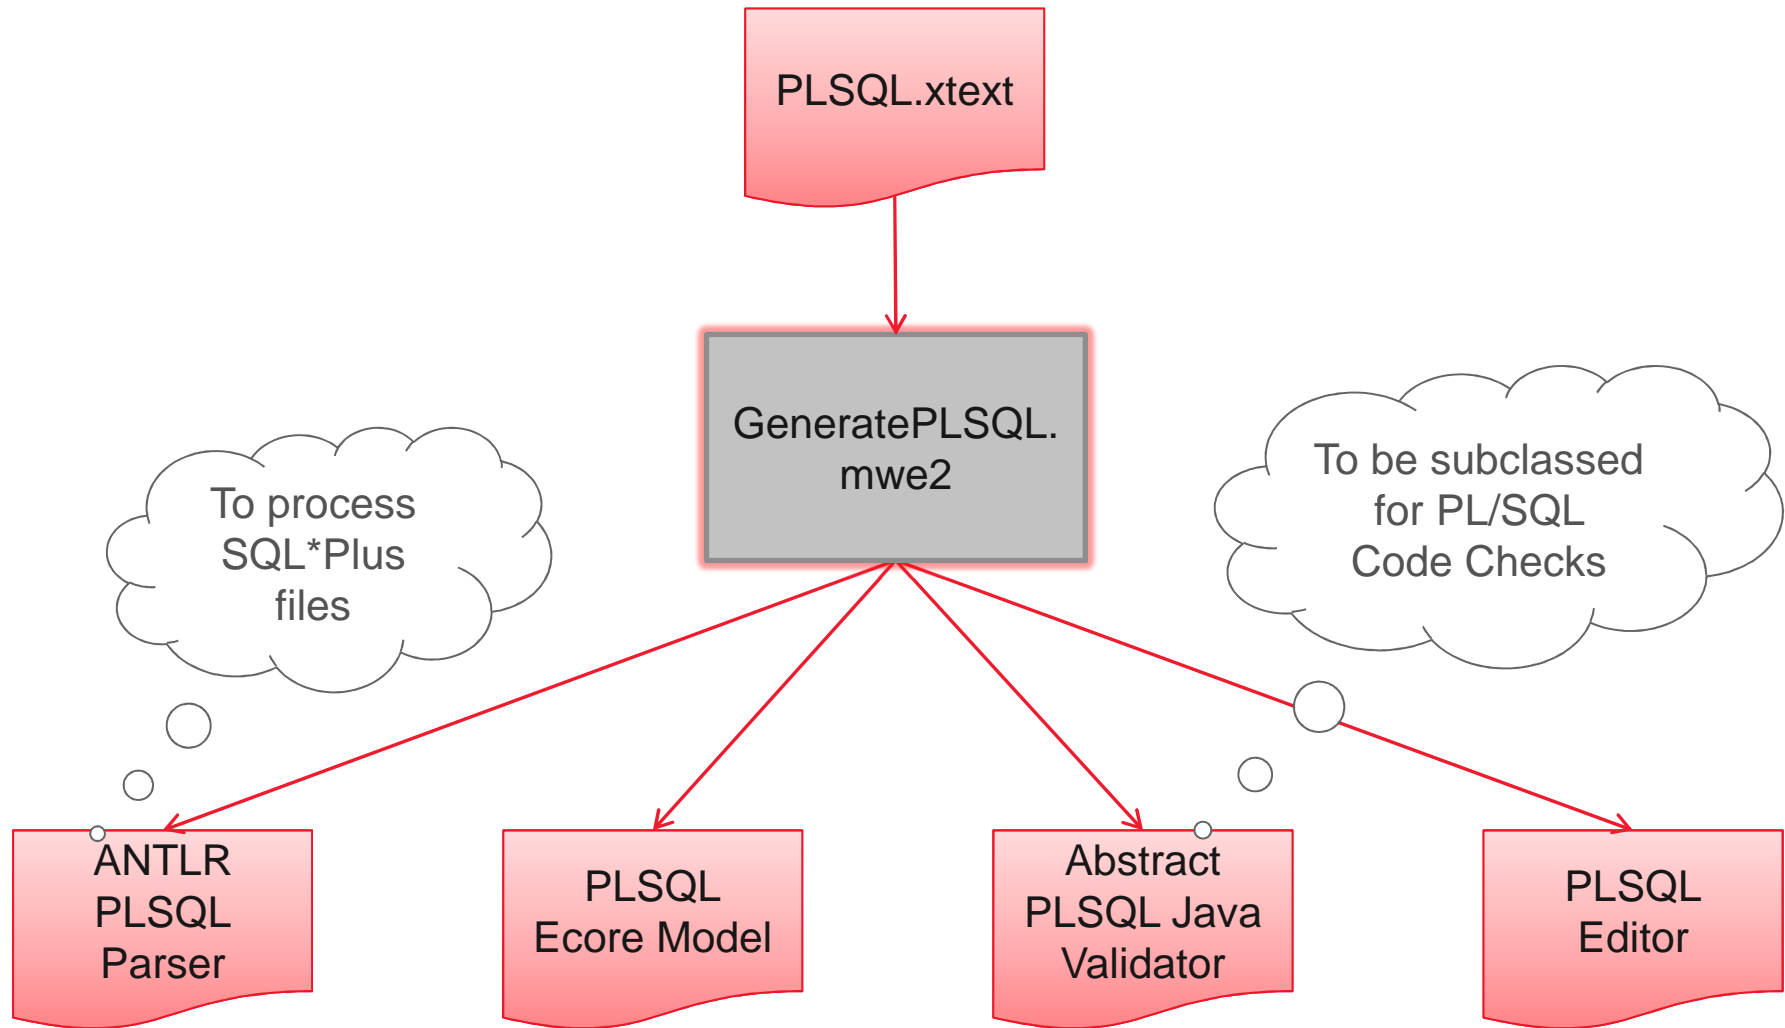 PLSQL.xtext
GeneratePLSQL.
mwe2
To process
SQL*Plus
files
To be subclassed
for PL/SQL
Code Checks
ANTLR
PLSQL
Parser
PLSQL
Ecore Model
Abstract
PLSQL Java
Validator
PLSQL
Editor